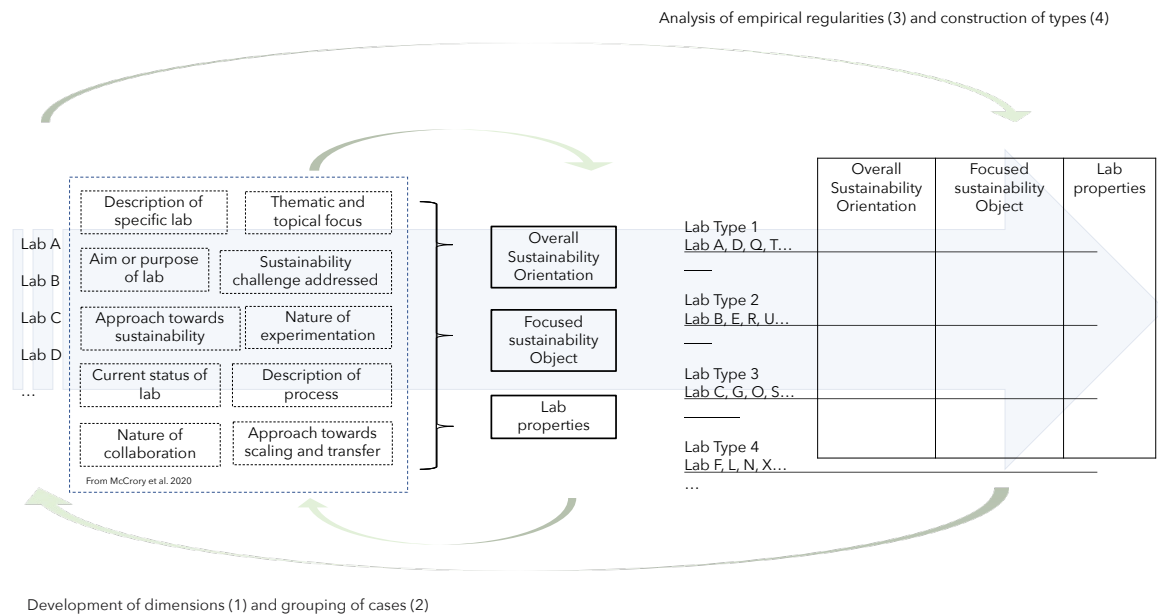 Analysis of empirical regularities (3) and construction of types (4)
Lab A
Lab B
Lab C
Lab D
…
Description of
specific lab
Thematic and
topical focus
Aim or purpose
of lab
Sustainability
challenge addressed
Approach towards
sustainability
Nature of
experimentation
Current status of
lab
Description of
process
Nature of
collaboration
Approach towards
scaling and transfer
From McCrory et al. 2020
Overall
Sustainability
Orientation
Focused
sustainability
Object
Lab
properties
Overall
Sustainability
Orientation
Focused
sustainability
Object
Lab
properties
Lab Type 1
Lab A, D, Q, T…
Lab Type 2
Lab B, E, R, U…
Lab Type 3
Lab C, G, O, S…
Lab Type 4
Lab F, L, N, X…
…
Development of dimensions (1) and grouping of cases (2)